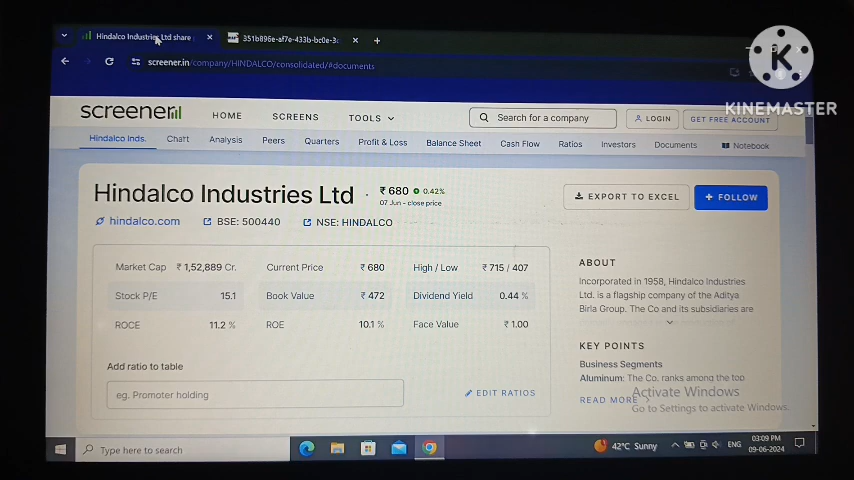 Hindalco Industries Ltd share
351b896e-af7e-433b-bc0e-3c
screener.in/company/HINDALCO/consolidated/#documents
K
KINEMASTER
screener
HOME
SCREENS
TOOLS
Search for a company
LOGIN
GET FREE ACCOUNT
Hindalco Inds.
Chart
Analysis
Peers
Quarters
Profit & Loss
Balance Sheet
Cash Flow
Ratios
Investors
Documents
Notebook
Hindalco Industries Ltd
₹ 680
0.42%
07 Jun - close price
EXPORT TO EXCEL
+ FOLLOW
hindalco.com
BSE: 500440
NSE: HINDALCO
Market Cap ₹ 1,52,889 Cr.
Current Price ₹ 680
High / Low ₹ 715 / 407
Stock P/E 15.1
Book Value ₹ 472
Dividend Yield 0.44 %
ROCE 11.2 %
ROE 10.1 %
Face Value ₹ 1.00
Add ratio to table
eg. Promoter holding
EDIT RATIOS
ABOUT
Incorporated in 1958, Hindalco Industries
Ltd. is a flagship company of the Aditya
Birla Group. The Co and its subsidiaries are
KEY POINTS
Business Segments
Aluminum: The Co. ranks among the top
READ MORE
Activate Windows
Go to Settings to activate Windows.
Type here to search
42°C Sunny
ENG
03:09 PM
09-06-2024